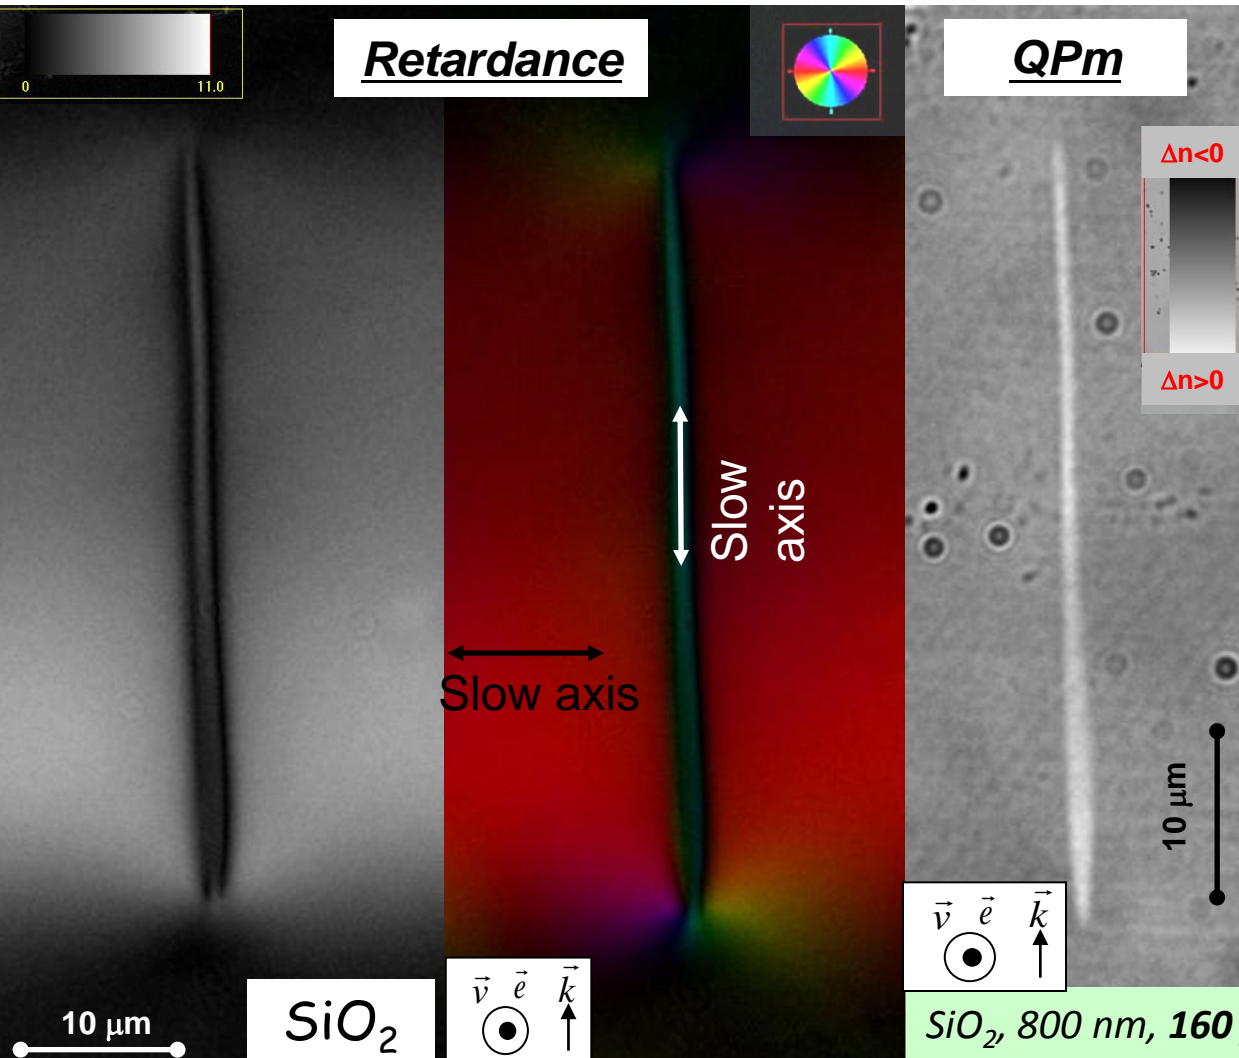 Retardance
QPm
0
11.0
Δn<0
Δn>0
Slow
axis
Slow axis
10 μm
v⃗ e⃗ k⃗
v⃗ e⃗ k⃗
10 μm
SiO₂
SiO₂, 800 nm, 160